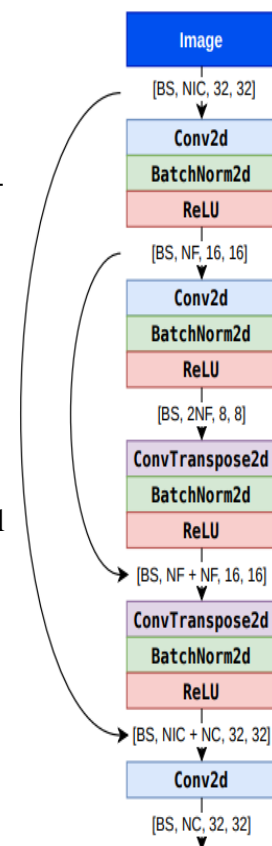 Image
[BS, NIC, 32, 32]
Conv2d
BatchNorm2d
ReLU
[BS, NF, 16, 16]
Conv2d
BatchNorm2d
ReLU
[BS, 2NF, 8, 8]
ConvTranspose2d
BatchNorm2d
ReLU
[BS, NF + NF, 16, 16]
ConvTranspose2d
BatchNorm2d
ReLU
[BS, NIC + NC, 32, 32]
Conv2d
[BS, NC, 32, 32]